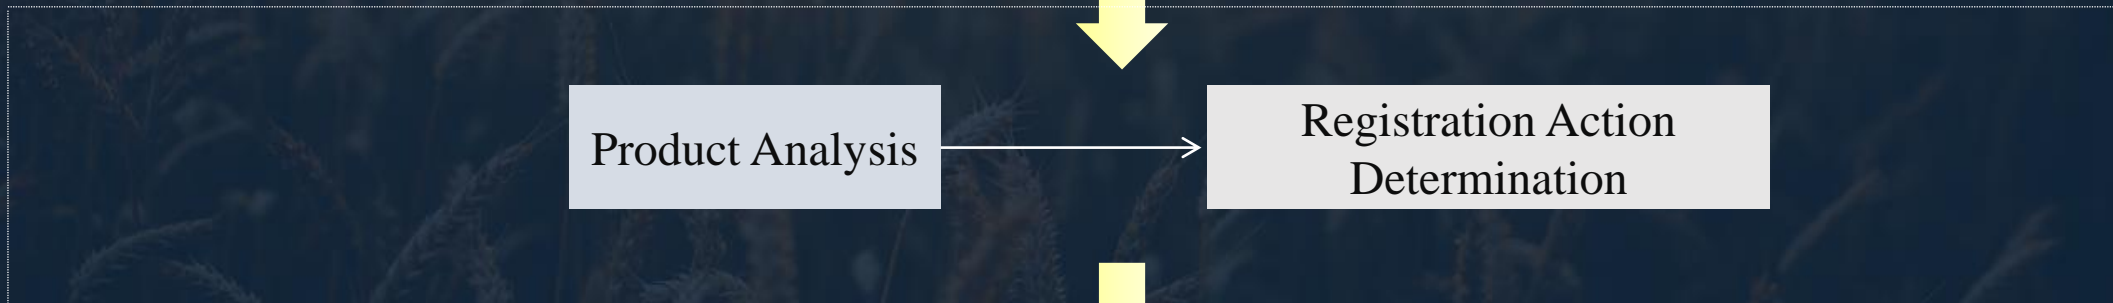 Product Analysis
Registration Action
Determination